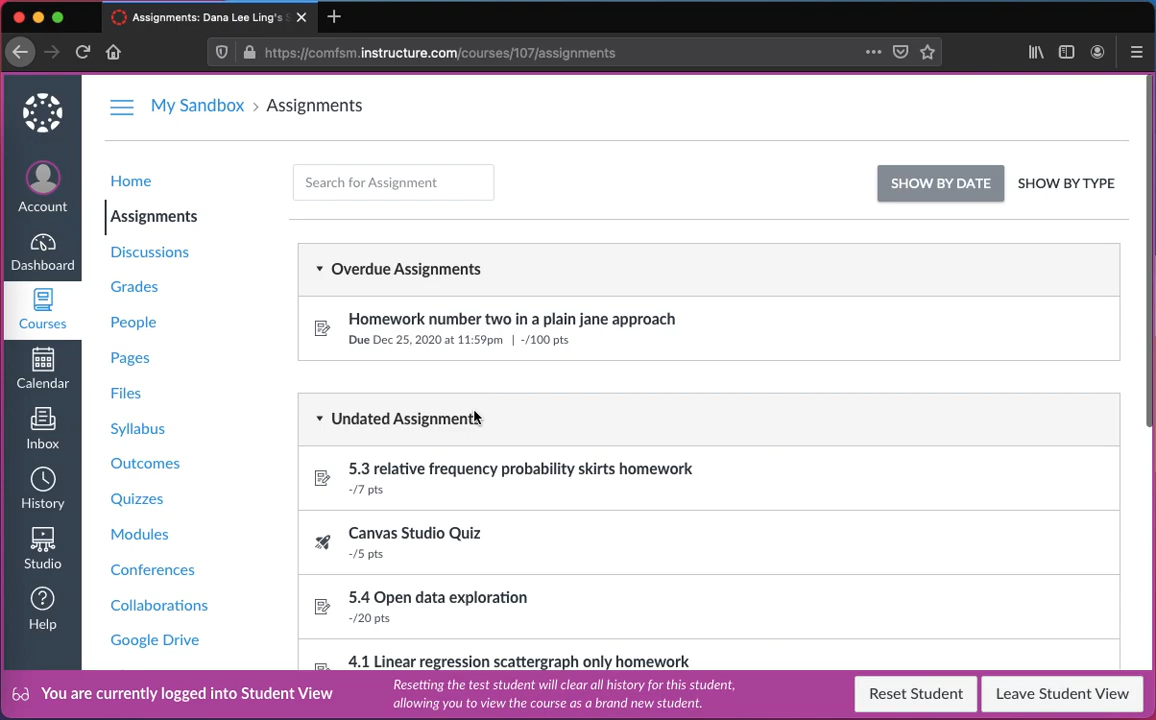 Assignments: Dana Lee Ling's S
https://comfsm.instructure.com/courses/107/assignments
My Sandbox > Assignments
Account
Dashboard
Courses
Calendar
Inbox
History
Studio
Help
Home
Assignments
Discussions
Grades
People
Pages
Files
Syllabus
Outcomes
Quizzes
Modules
Conferences
Collaborations
Google Drive
Search for Assignment
SHOW BY DATE
SHOW BY TYPE
Overdue Assignments
Homework number two in a plain jane approach
Due Dec 25, 2020 at 11:59pm | -/100 pts
Undated Assignments
5.3 relative frequency probability skirts homework
-/7 pts
Canvas Studio Quiz
-/5 pts
5.4 Open data exploration
-/20 pts
4.1 Linear regression scattergraph only homework
You are currently logged into Student View
Resetting the test student will clear all history for this student,
allowing you to view the course as a brand new student.
Reset Student
Leave Student View